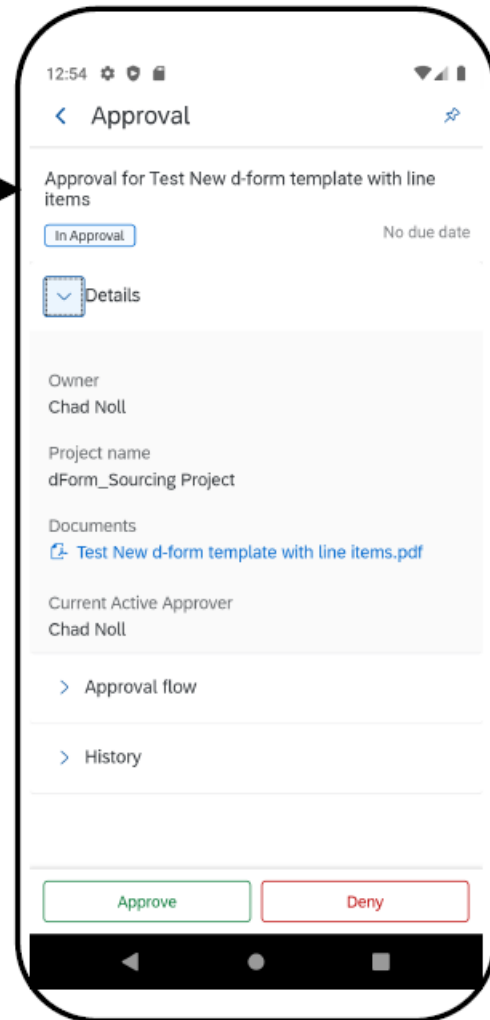 12:54
Approval
Approval for Test New d-form template with line
items
In Approval
No due date
Details
Owner
Chad Noll
Project name
dForm_Sourcing Project
Documents
Test New d-form template with line items.pdf
Current Active Approver
Chad Noll
Approval flow
History
Approve
Deny